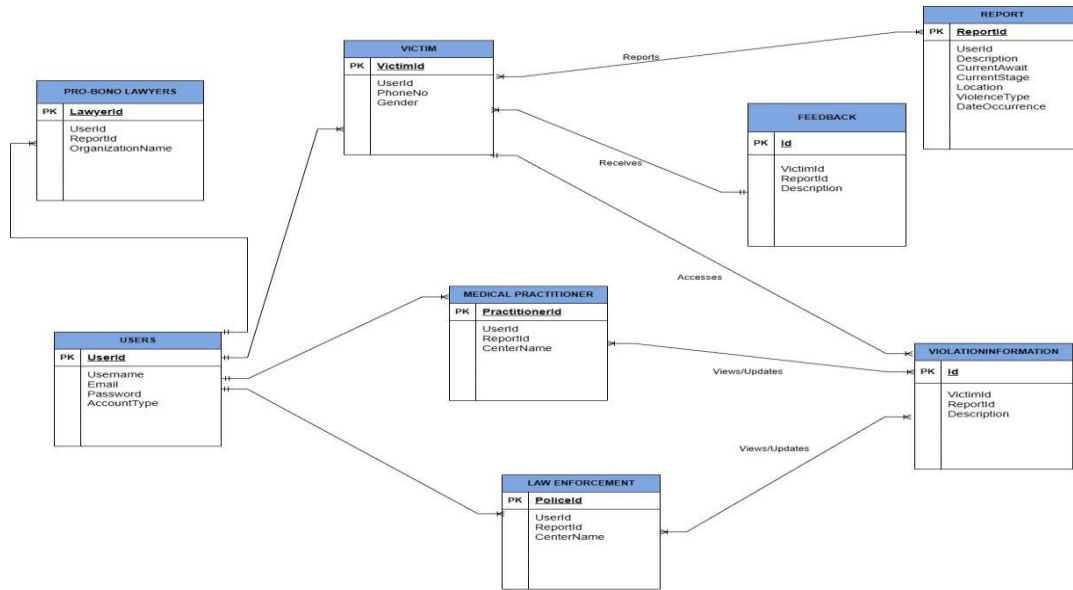 REPORT
PK ReportId
UserId
Description
CurrentAwait
CurrentStage
Location
ViolenceType
DateOccurrence
VICTIM
PK VictimId
UserId
PhoneNo
Gender
Reports
PRO-BONO LAWYERS
PK LawyerId
UserId
ReportId
OrganizationName
FEEDBACK
PK Id
VictimId
ReportId
Description
Receives
Accesses
MEDICAL PRACTITIONER
PK PractitionerId
UserId
ReportId
CenterName
USERS
PK UserId
Username
Email
Password
AccountType
VIOLATIONINFORMATION
PK Id
VictimId
ReportId
Description
Views/Updates
Views/Updates
LAW ENFORCEMENT
PK PoliceId
UserId
ReportId
CenterName